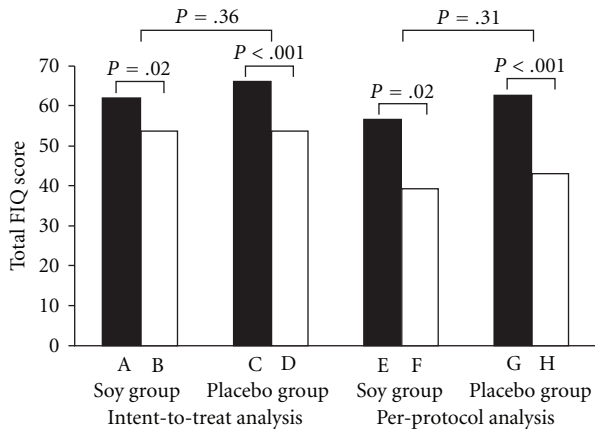 P = .36
P = .31
P = .02
P < .001
P = .02
P < .001
Total FIQ score
70
60
50
40
30
20
10
0
A B C D E F G H
Soy group Placebo group Soy group Placebo group
Intent-to-treat analysis Per-protocol analysis